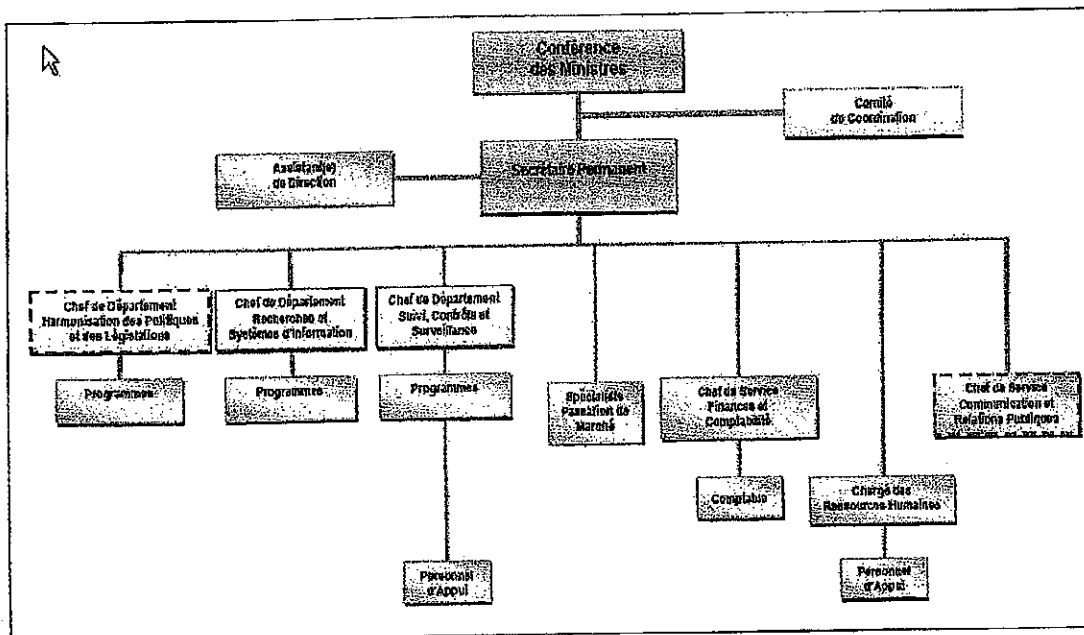 Conférence
des Ministres
Comité
de Coordination
Assistant(e)
de Direction
Secrétaire Permanent
Chef de Département
Harmonisation des Politiques
et des Législations
Chef de Département
Recherches et
Systèmes d'Information
Chef de Département
Suivi, Contrôle et
Surveillance
Programmes
Programmes
Programmes
Spécialiste
Passation de
Marché
Chef de Service
Finances et
Comptabilité
Chef de Service
Communication et
Relations Publiques
Comptable
Chargé des
Ressources Humaines
Personnel
d'Appui
Personnel
d'Appui